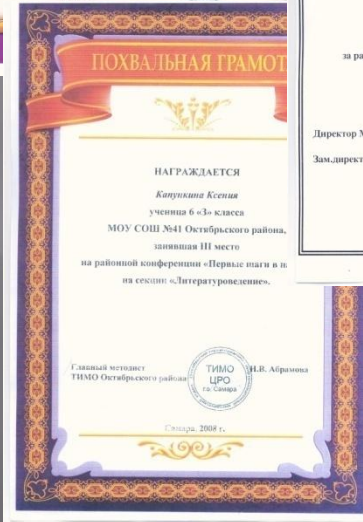 ПОХВАЛЬНАЯ ГРАМОТ
НАГРАЖДАЕТСЯ
Капункина Ксения
ученица 6 «З» класса
МОУ СОШ №41 Октябрьского района,
занявшая III место
на районной конференции «Первые шаги в н
на секции «Литературоведение».
Главный методист
ТИМО Октябрьского района
ТИМО
ЦРО
г.о. Самара
Н.В. Абрамова
Самара, 2008 г.
за ра
Директор М
Зам.директ